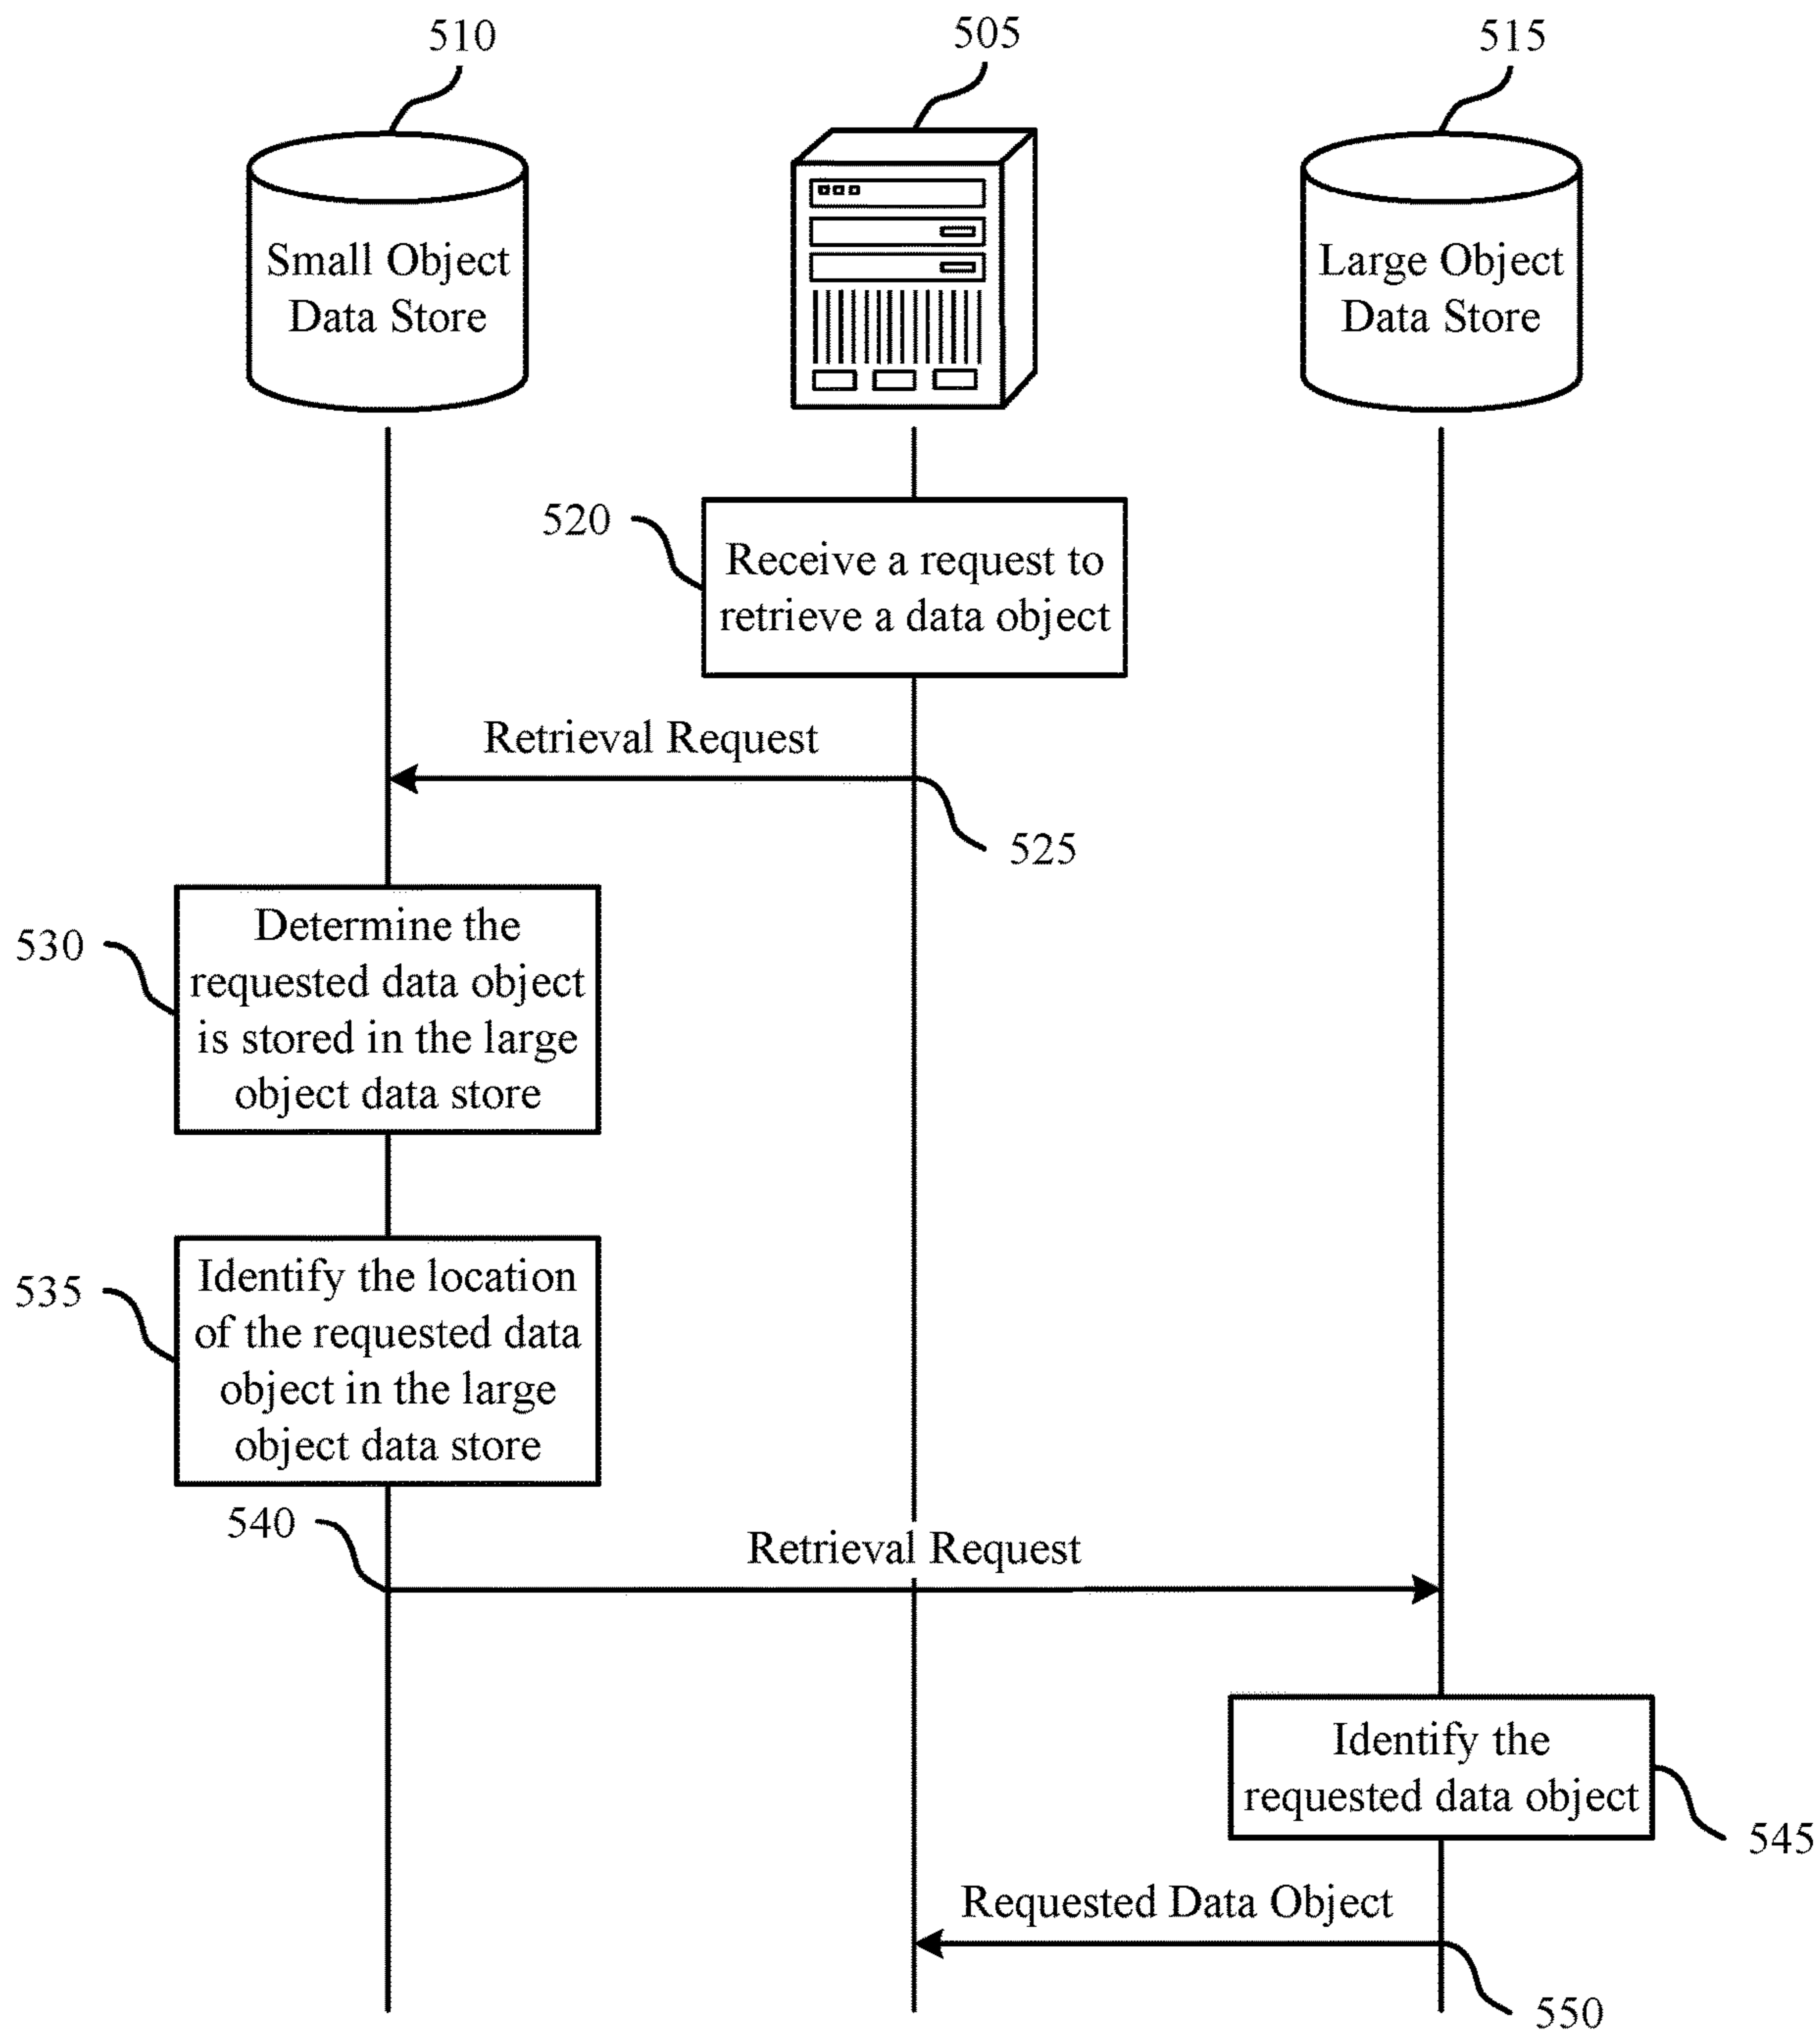 510
505
515
Small Object
Data Store
Large Object
Data Store
520
Receive a request to
retrieve a data object
Retrieval Request
525
530
Determine the
requested data object
is stored in the large
object data store
535
Identify the location
of the requested data
object in the large
object data store
540
Retrieval Request
Identify the
requested data object
545
Requested Data Object
550